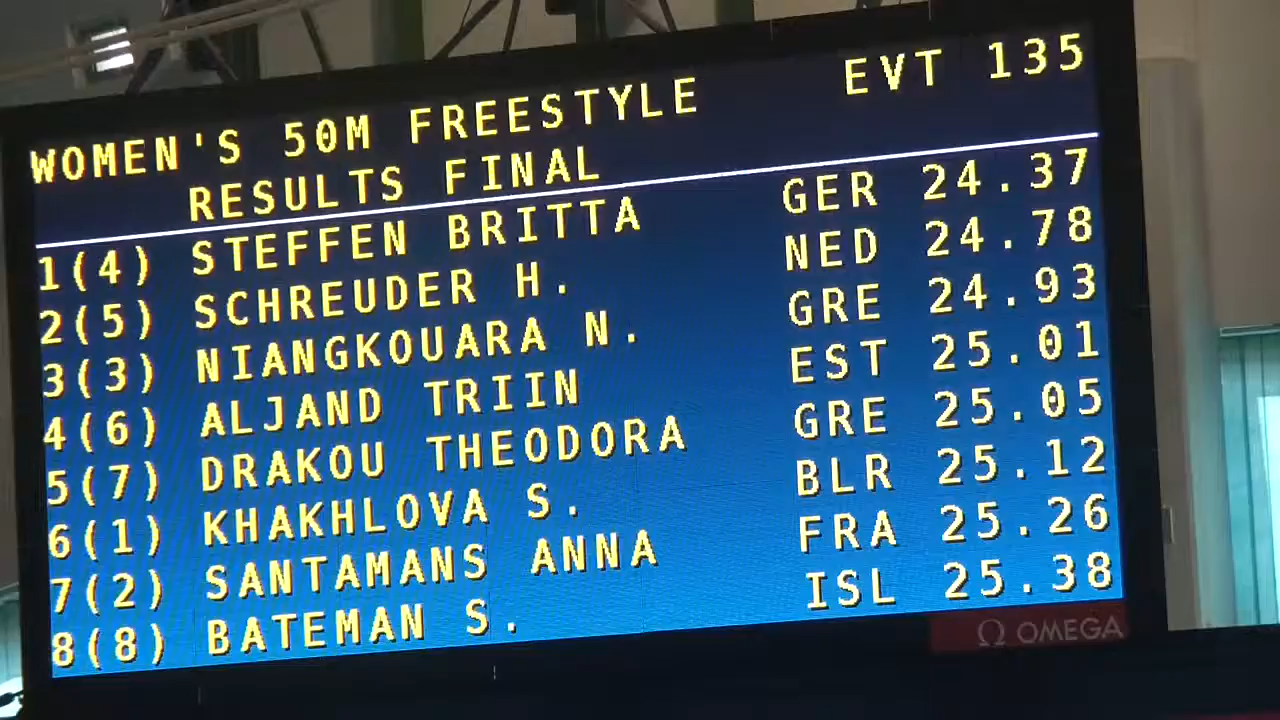 WOMEN'S 50M FREESTYLE EVT 135
RESULTS FINAL
1(4) STEFFEN BRITTA GER 24.37
2(5) SCHREUDER H. NED 24.78
3(3) NIANGKOUARA N. GRE 24.93
4(6) ALJAND TRIIN EST 25.01
5(7) DRAKOU THEODORA GRE 25.05
6(1) KHAKHLOVA S. BLR 25.12
7(2) SANTAMANS ANNA FRA 25.26
8(8) BATEMAN S. ISL 25.38
Ω OMEGA